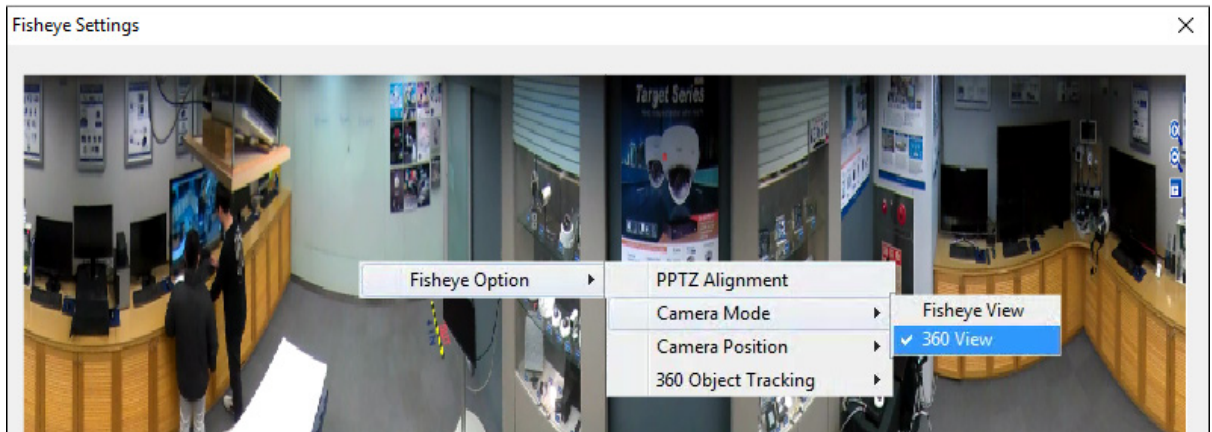 Fisheye Settings
Target Series
Fisheye Option
PPTZ Alignment
Camera Mode
Camera Position
360 Object Tracking
Fisheye View
360 View